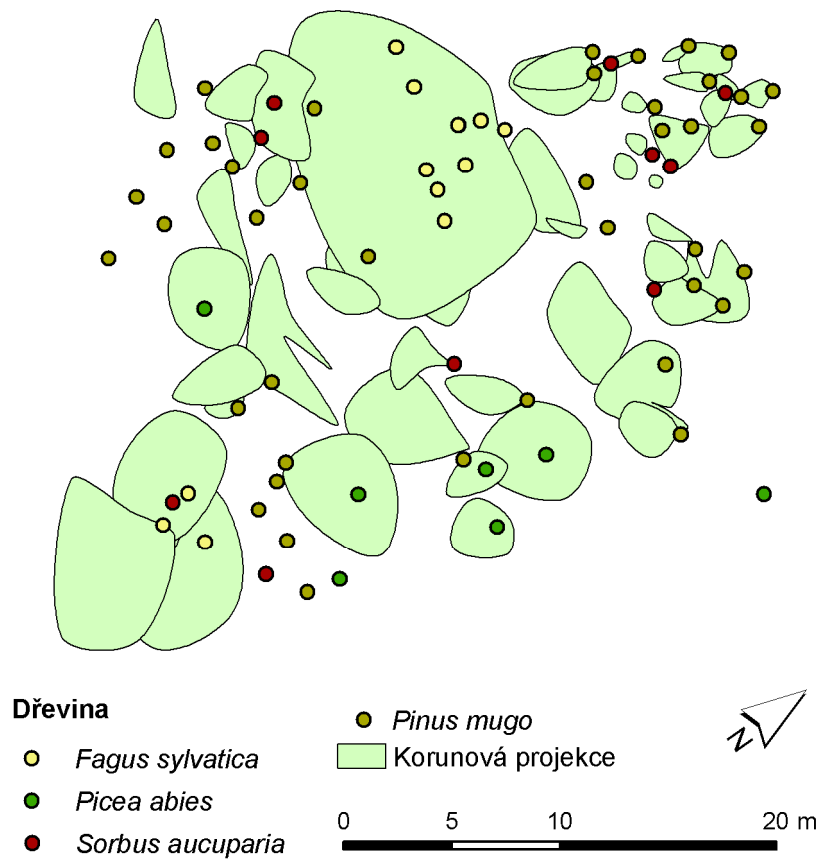 Dřevina
Fagus sylvatica
Picea abies
Sorbus aucuparia
Pinus mugo
Korunová projekce
N
0 5 10 20 m